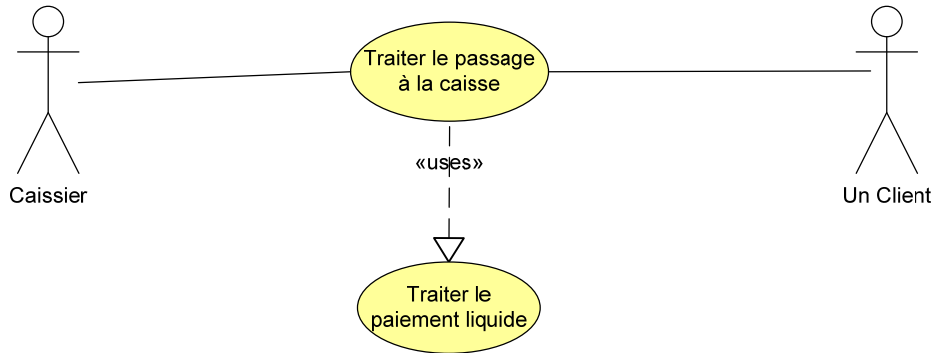 Traiter le passage
à la caisse
«uses»
Caissier
Un Client
Traiter le
paiement liquide